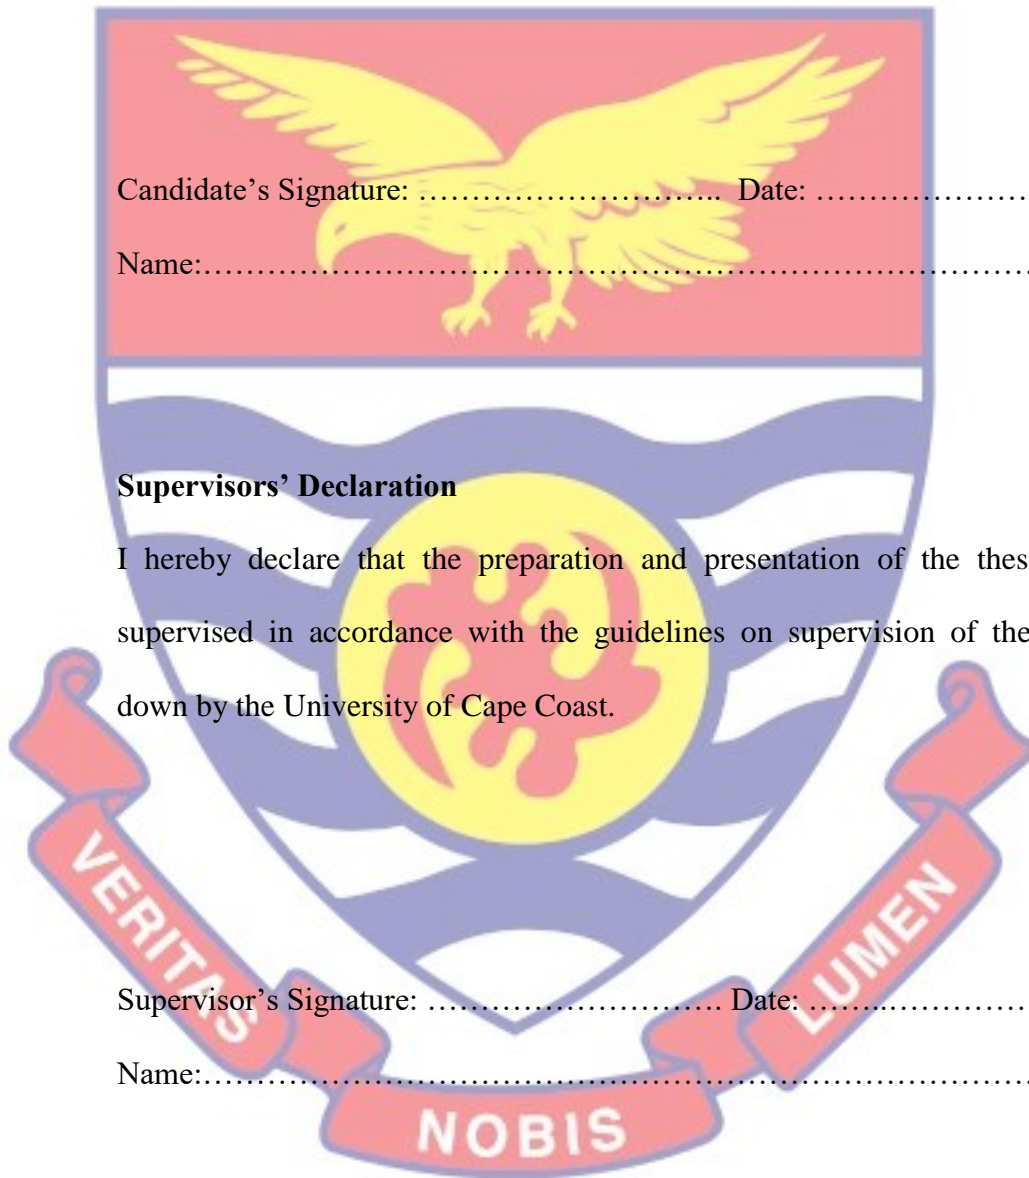 Candidate’s Signature: ……………………….. Date: …………………
Name:……………………………………………………………………
Supervisors’ Declaration
I hereby declare that the preparation and presentation of the thes
supervised in accordance with the guidelines on supervision of the
down by the University of Cape Coast.
Supervisor’s Signature: ………………………. Date: ……..……………
Name:……………………………………………………………………
VERITAS
NOBIS
LUMEN